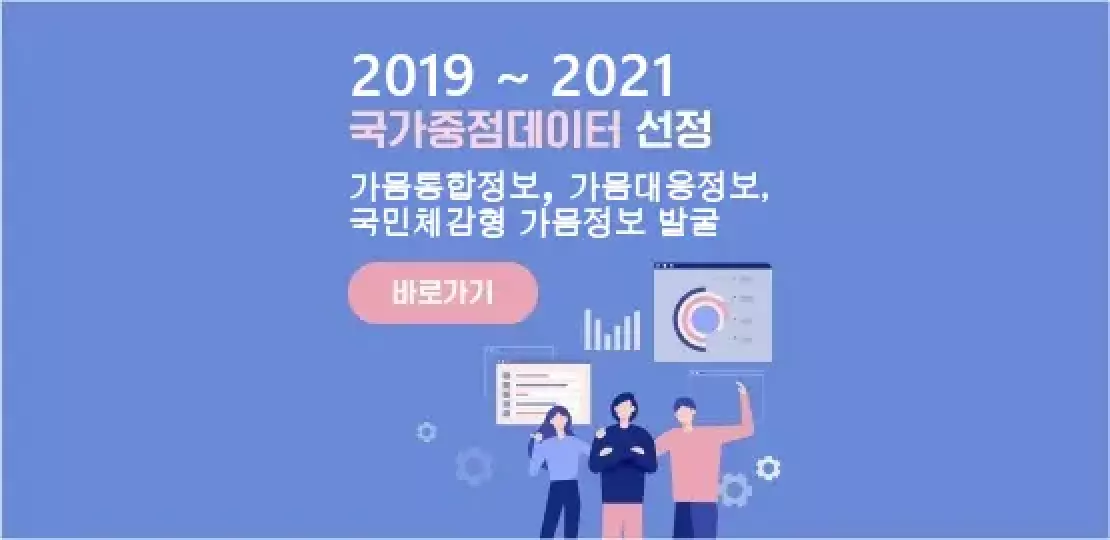 2019 ~ 2021
국가중점데이터 선정
가뭄통합정보, 가뭄대응정보,
국민체감형 가뭄정보 발굴
바로가기